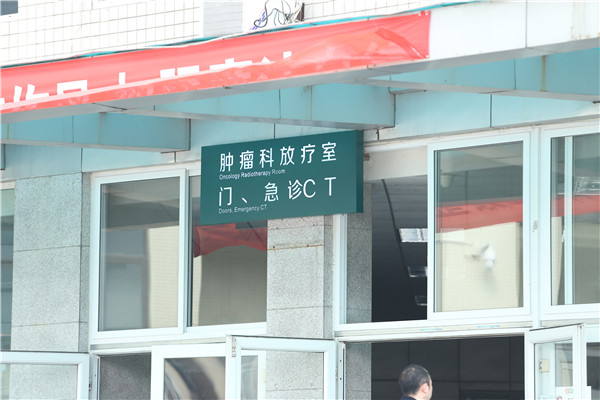 肿瘤科放疗室
Oncology Radiotherapy Room
门、急诊CT
Doors, Emergency CT